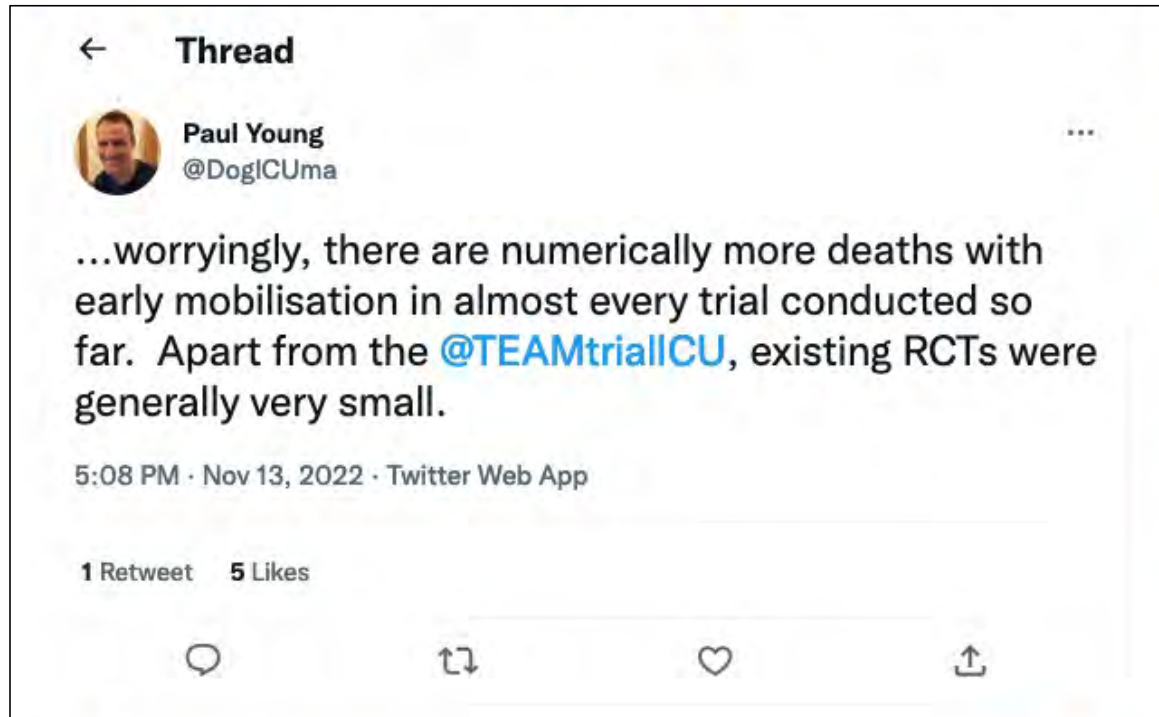 ← Thread
Paul Young
@DogICUma
...worryingly, there are numerically more deaths with
early mobilisation in almost every trial conducted so
far.  Apart from the @TEAMtrialICU, existing RCTs were
generally very small.
5:08 PM · Nov 13, 2022 · Twitter Web App
1 Retweet 5 Likes